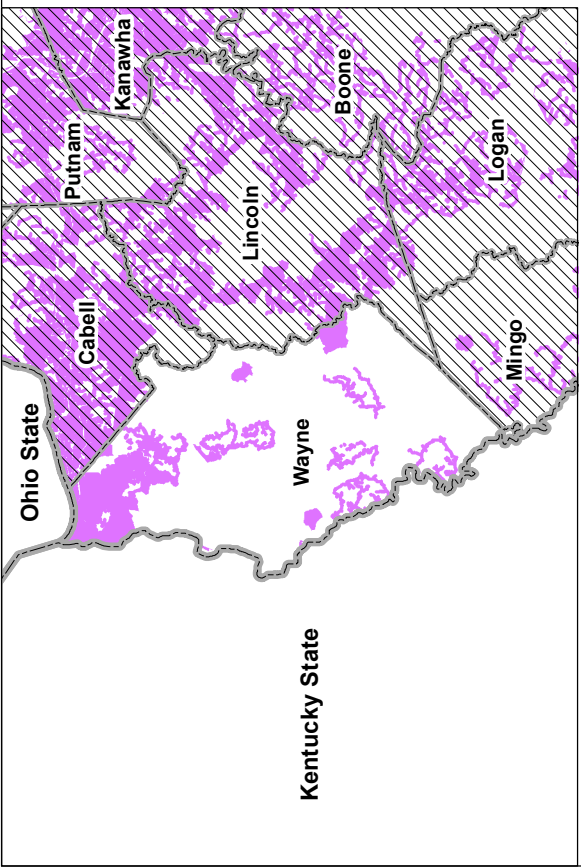 Kanawha
Putnam
Boone
Logan
Lincoln
Cabell
Mingo
Ohio State
Wayne
Kentucky State